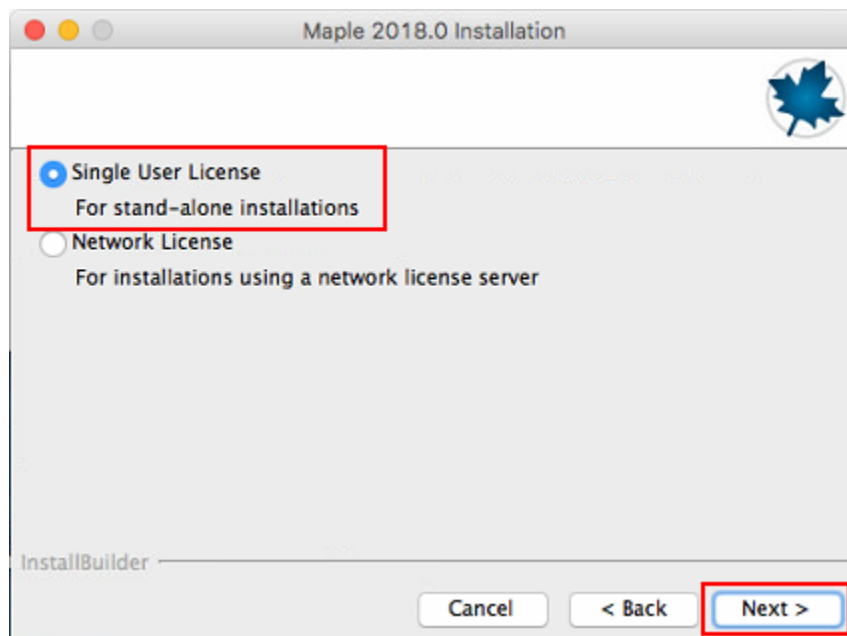 Maple 2018.0 Installation
Single User License
For stand-alone installations
Network License
For installations using a network license server
InstallBuilder
Cancel
< Back
Next >